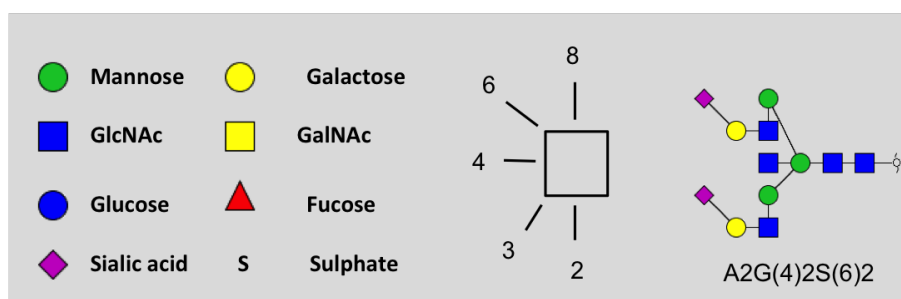 Mannose
Galactose
GlcNAc
GalNAc
Glucose
Fucose
Sialic acid
S
Sulphate
8
6
4
3
2
A2G(4)2S(6)2